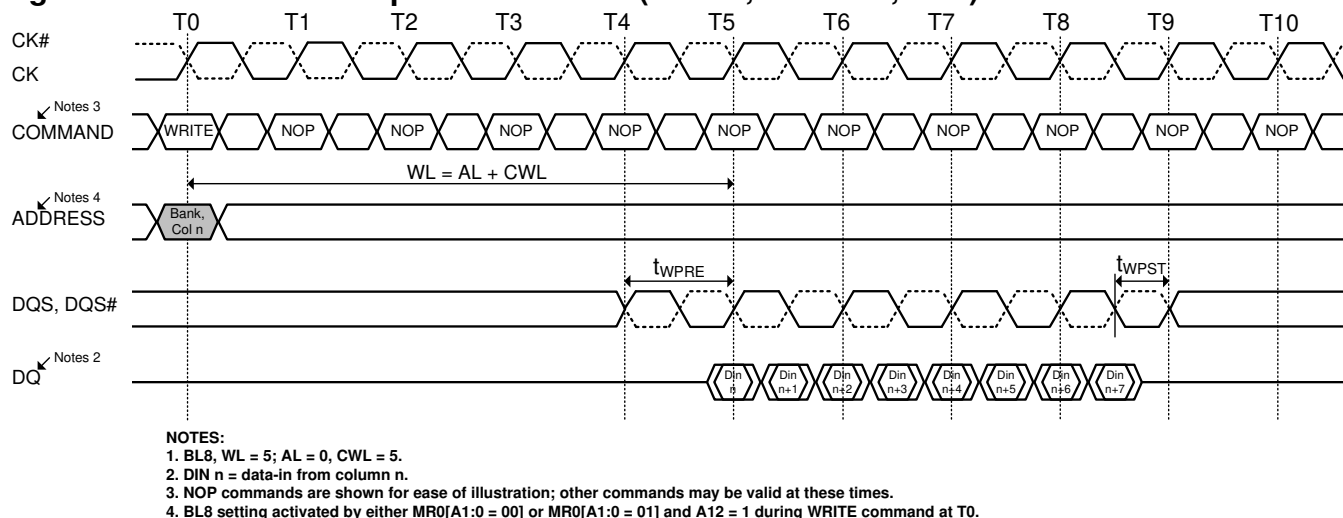 T0 T1 T2 T3 T4 T5 T6 T7 T8 T9 T10
CK#
CK
Notes 3
COMMAND WRITE NOP NOP NOP NOP NOP NOP NOP NOP NOP NOP
WL = AL + CWL
Notes 4
ADDRESS
Bank,
Col n
tWPRE tWPST
DQS, DQS#
Notes 2
DQ
Din n Din n+1 Din n+2 Din n+3 Din n+4 Din n+5 Din n+6 Din n+7
NOTES:
1. BL8, WL = 5; AL = 0, CWL = 5.
2. DIN n = data-in from column n.
3. NOP commands are shown for ease of illustration; other commands may be valid at these times.
4. BL8 setting activated by either MR0[A1:0 = 00] or MR0[A1:0 = 01] and A12 = 1 during WRITE command at T0.